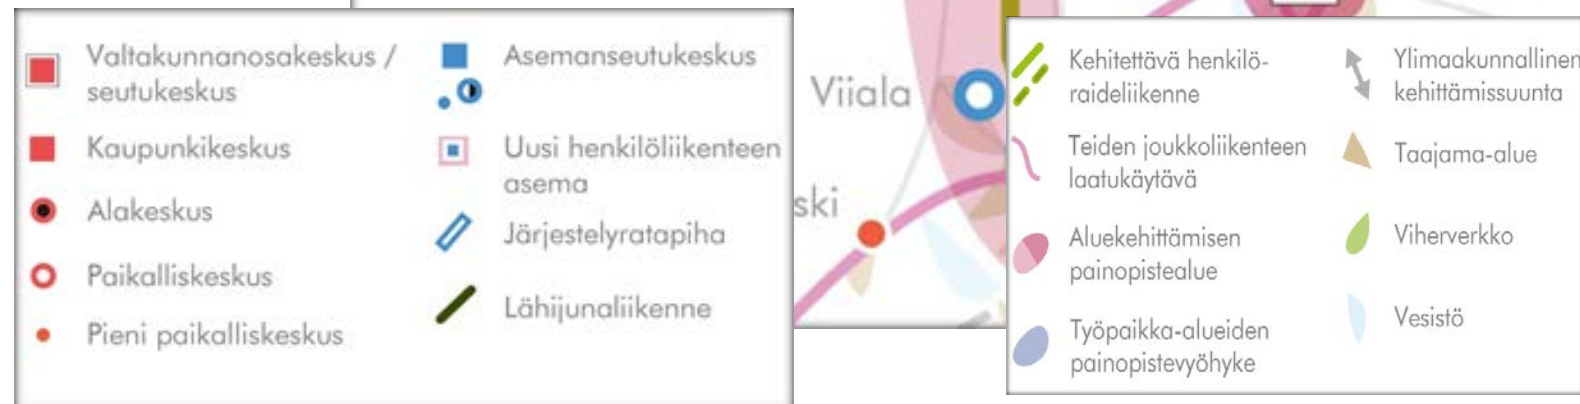 Valtakunnanosakeskus /
seutukeskus
Kaupunkikeskus
Alakeskus
Paikalliskeskus
Pieni paikalliskeskus
Asemanseutukeskus
Uusi henkilöliikenteen
asema
Järjestelyratapiha
Lähijunaliikenne
Viiala
ski
Kehitettävä henkilö-
raideliikenne
Teiden joukkoliikenteen
laatukäytävä
Aluekehittämisen
painopistealue
Työpaikka-alueiden
painopistevyöhyke
Ylimaakunnallinen
kehittämissuunta
Taajama-alue
Viherverkko
Vesistö